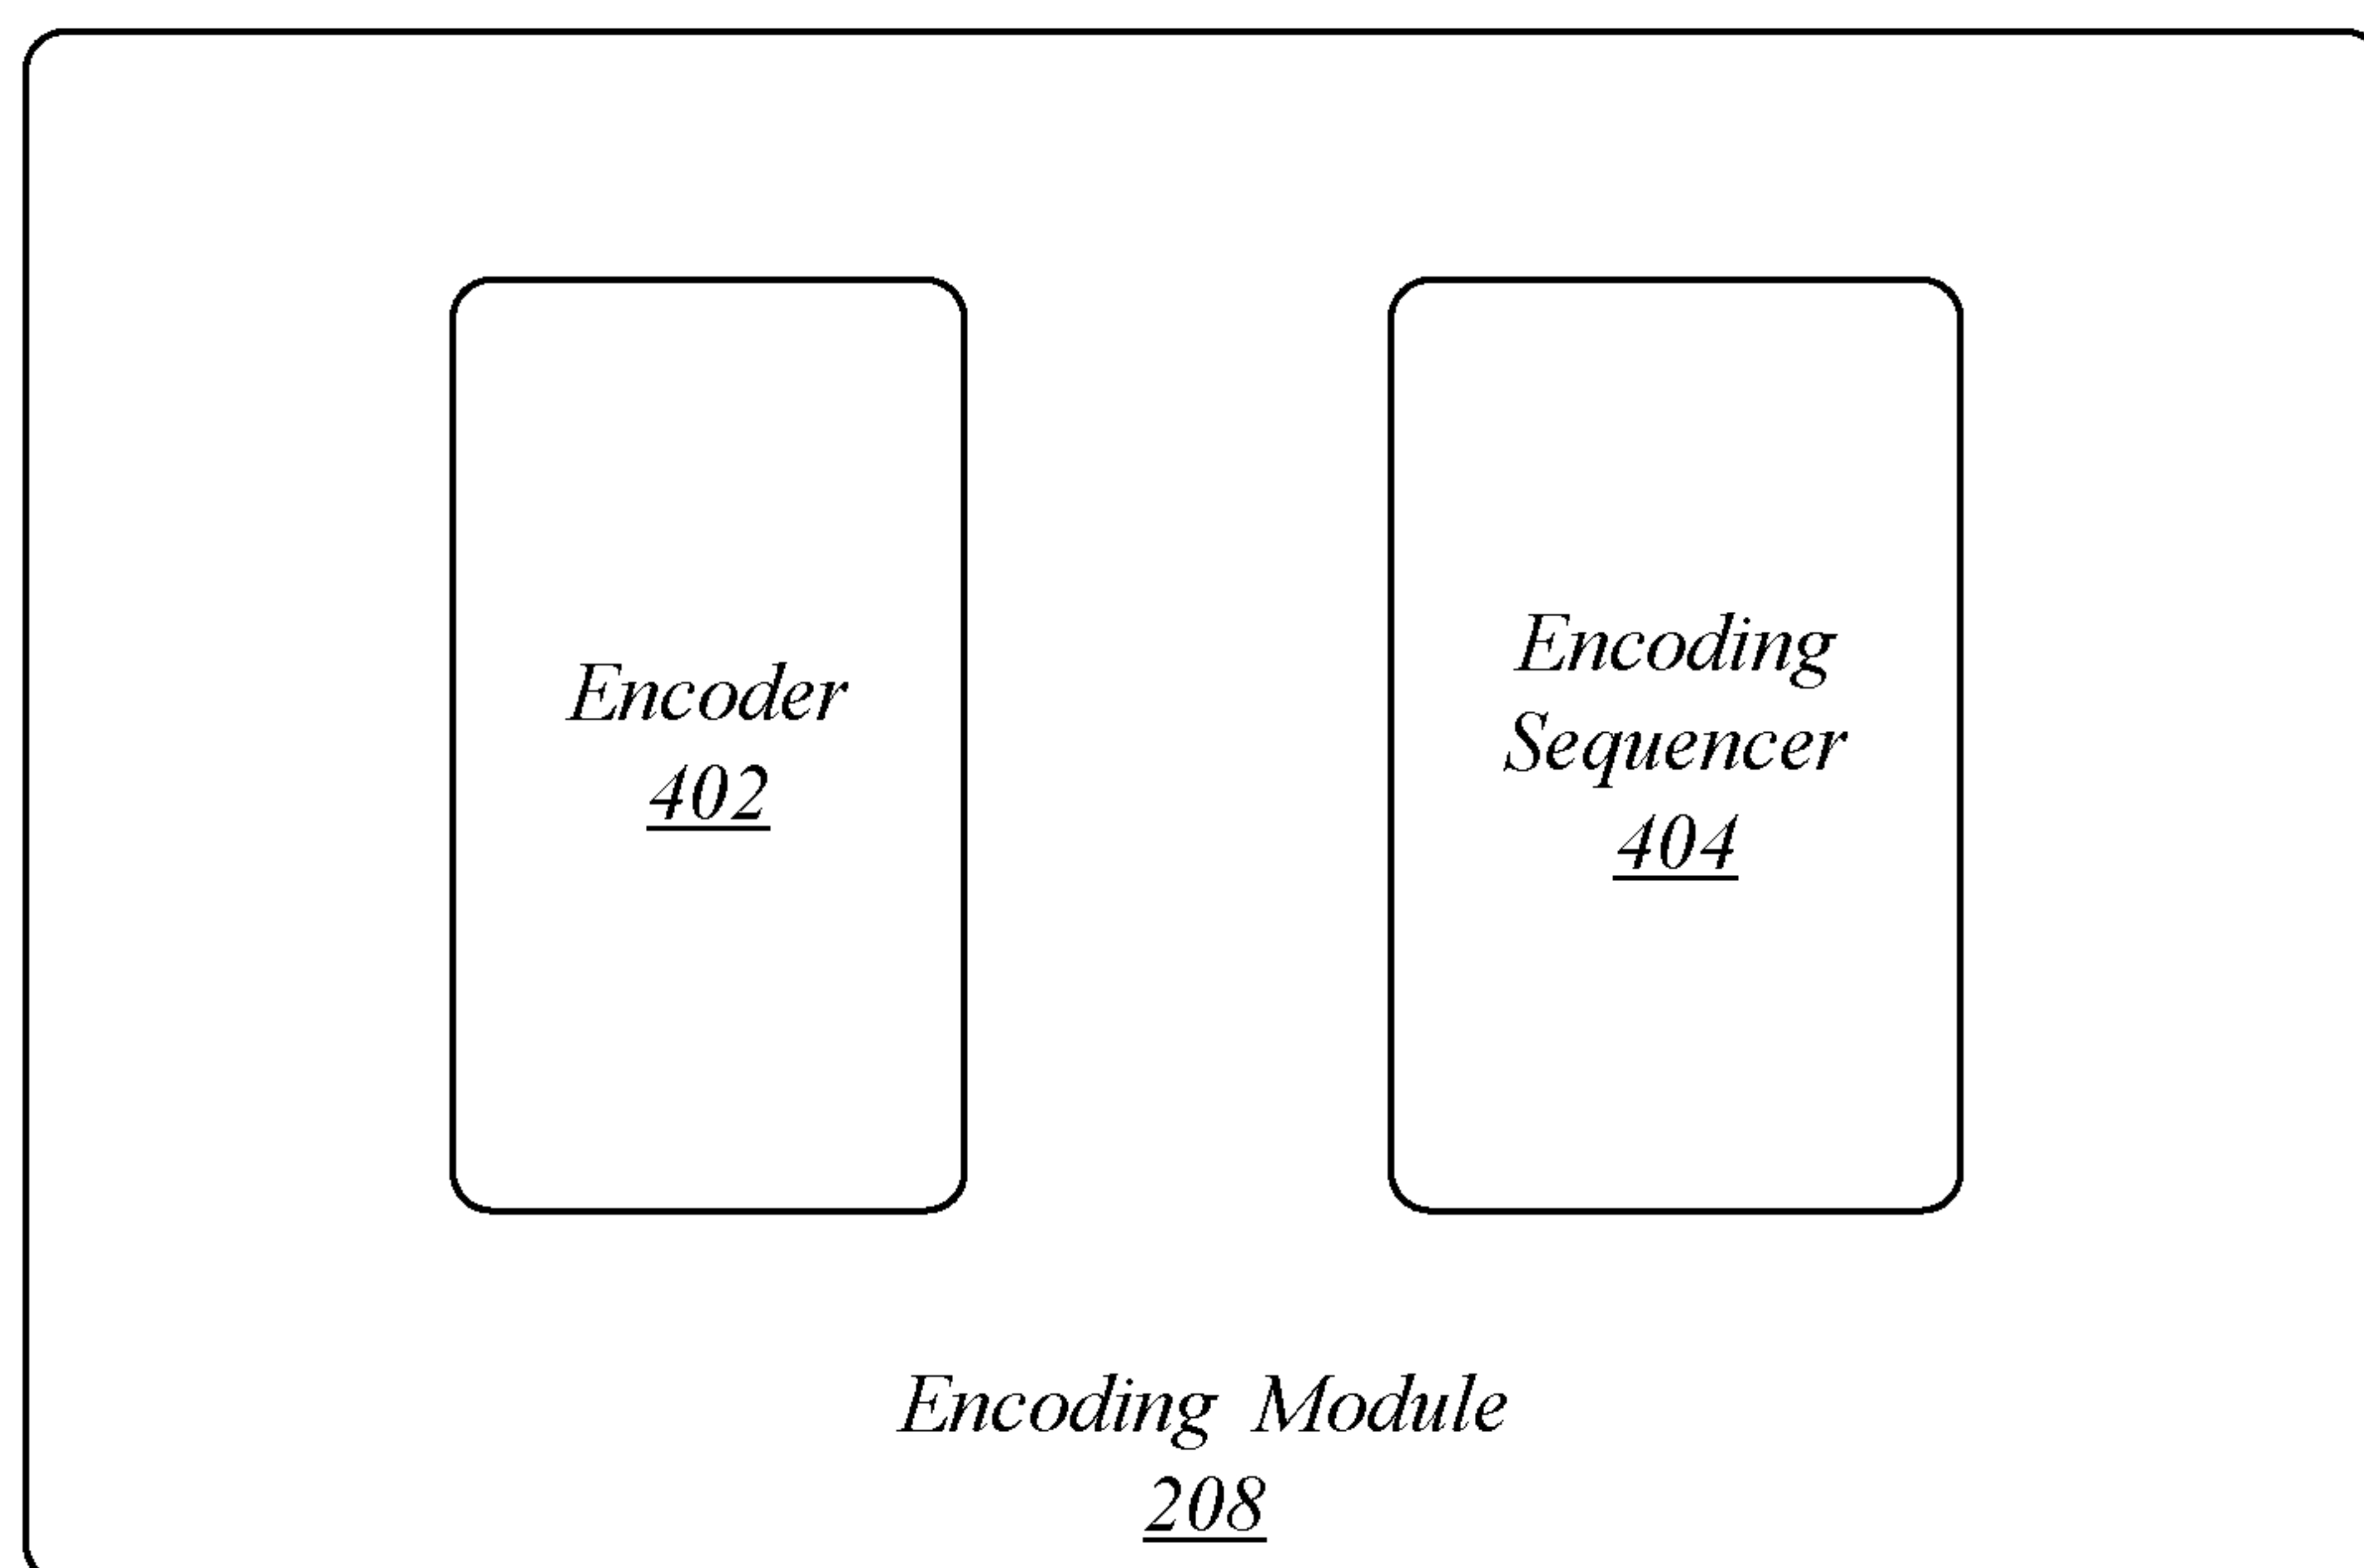 Encoder
402
Encoding
Sequencer
404
Encoding Module
208